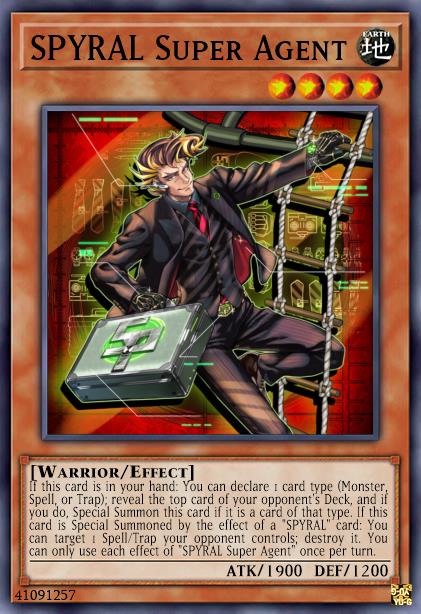 SPYRAL Super Agent
EARTH
地
[Warrior/Effect]
If this card is in your hand: You can declare 1 card type (Monster,
Spell, or Trap); reveal the top card of your opponent's Deck, and if
you do, Special Summon this card if it is a card of that type. If this
card is Special Summoned by the effect of a "SPYRAL" card: You
can target 1 Spell/Trap your opponent controls; destroy it. You
can only use each effect of "SPYRAL Super Agent" once per turn.
ATK/1900 DEF/1200
41091257